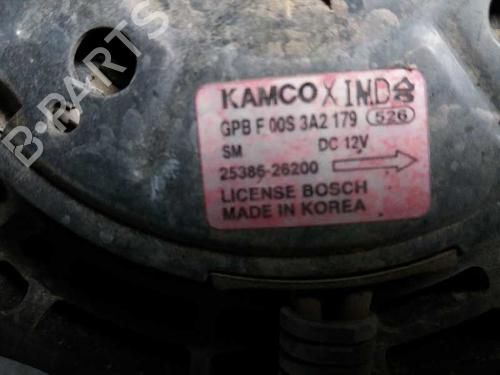 B-PARTS
KAMCO X IND
GPB F 00S 3A2 179 526
SM DC 12V
25386-26200
LICENSE BOSCH
MADE IN KOREA